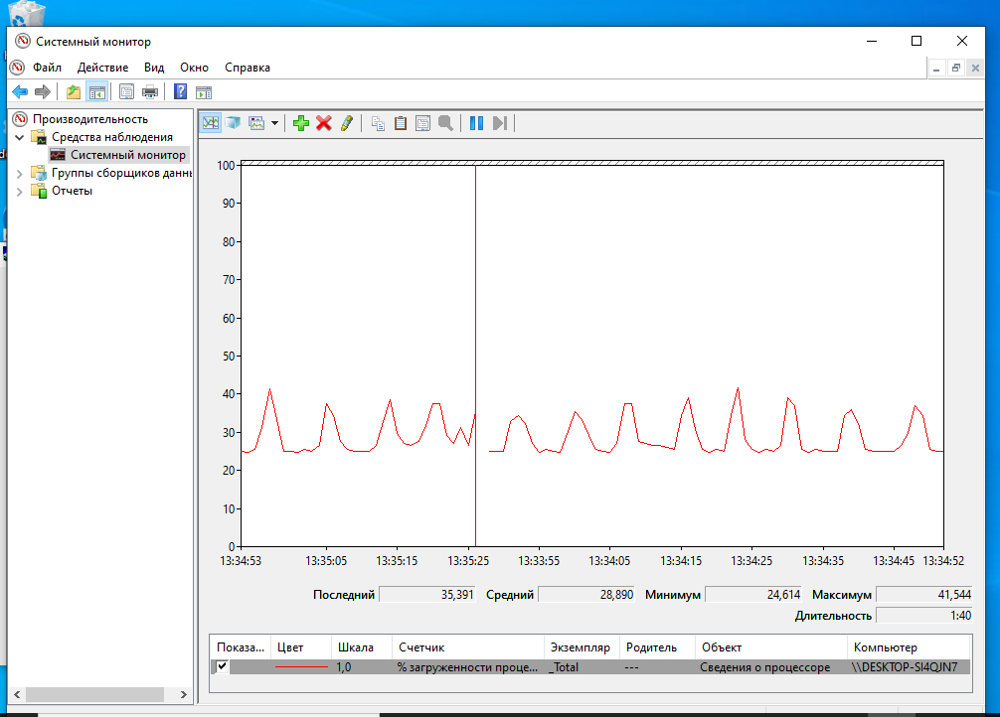 Системный монитор
Файл Действие Вид Окно Справка
Производительность
Средства наблюдения
Системный монитор
Группы сборщиков данн
Отчеты
100
90
80
70
60
50
40
30
20
10
0
13:34:53 13:35:05 13:35:15 13:35:25 13:33:55 13:34:05 13:34:15 13:34:25 13:34:35 13:34:45 13:34:52
Последний 35,391 Средний 28,890 Минимум 24,614 Максимум 41,544
Длительность 1:40
Показа... Цвет Шкала Счетчик Экземпляр Родитель Объект Компьютер
1,0 % загруженности проце... _Total --- Сведения о процессоре \\DESKTOP-SI4QJN7